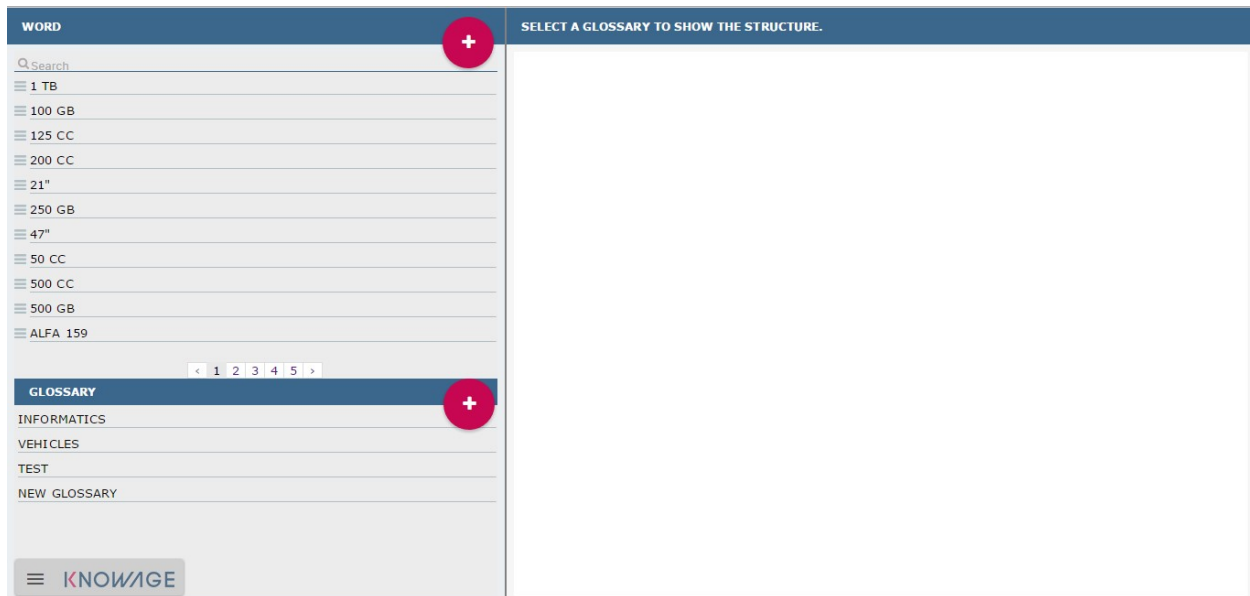 WORD
+
Search
1 TB
100 GB
125 CC
200 CC
21"
250 GB
47"
50 CC
500 CC
500 GB
ALFA 159
‹ 1 2 3 4 5 ›
GLOSSARY
+
INFORMATICS
VEHICLES
TEST
NEW GLOSSARY
KNOWAGE
SELECT A GLOSSARY TO SHOW THE STRUCTURE.